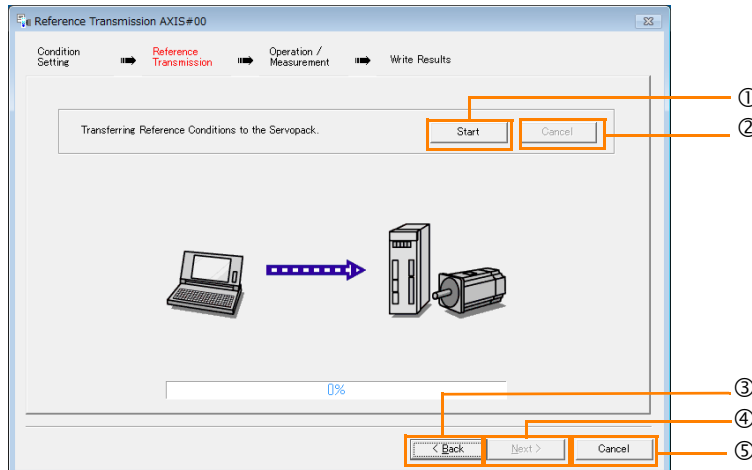 Reference Transmission AXIS#00
Condition Setting
Reference Transmission
Operation / Measurement
Write Results
①
Transferring Reference Conditions to the Servopack.
Start
Cancel
②
0%
③
④
< Back
Next >
Cancel
⑤